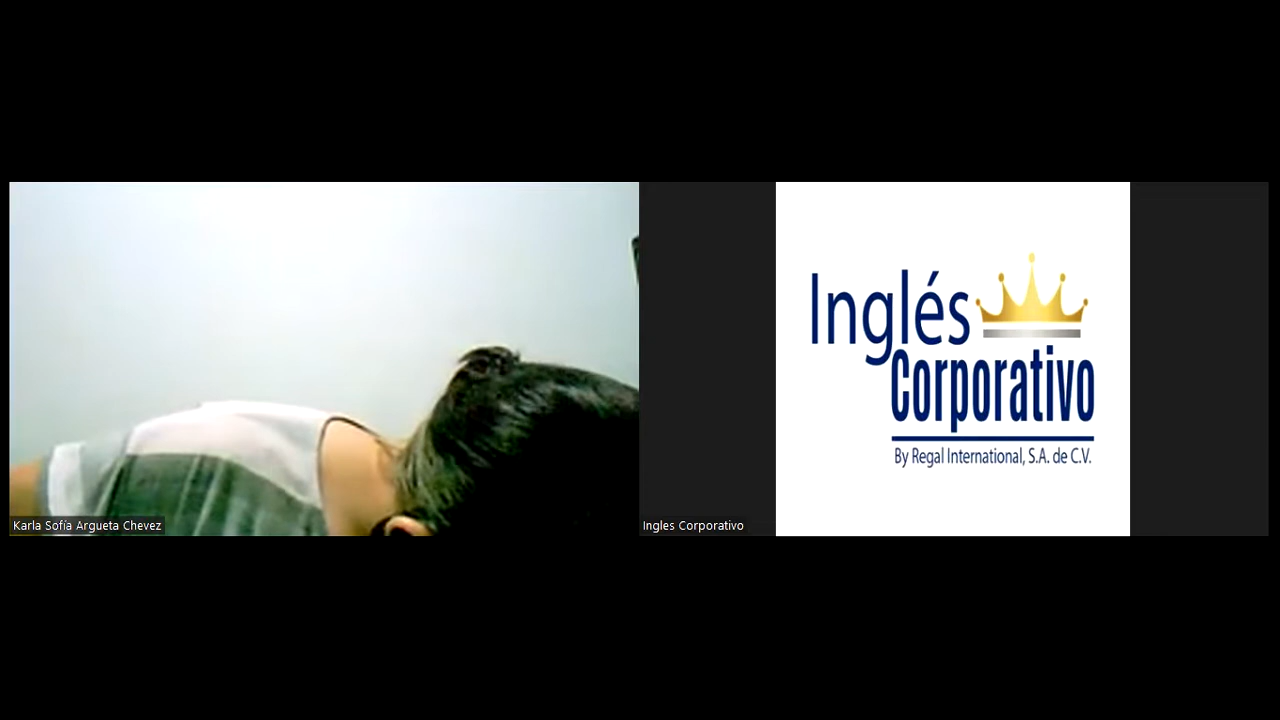 Inglés
Corporativo
By Regal International, S.A. de C.V.
Karla Sofía Argueta Chevez
Ingles Corporativo